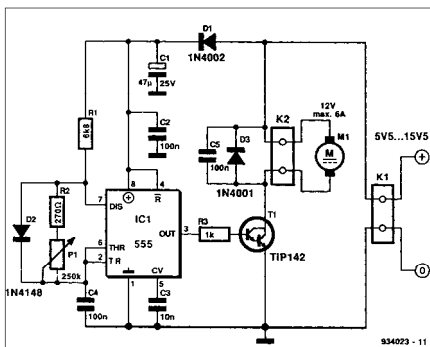 D1
1N4002
C1
47µ
25V
R1
6k8
C2
100n
K2
12V
max. 6A
M1
M
5V5...15V5
C5
100n
D3
1N4001
K1
+
0
R2
270Ω
D2
P1
250k
1N4148
8
4
R
7
DIS
IC1
555
6
THR
2
TR
OUT
3
R3
1k
T1
TIP142
1
CV
5
C4
100n
C3
10n
934023 - 11